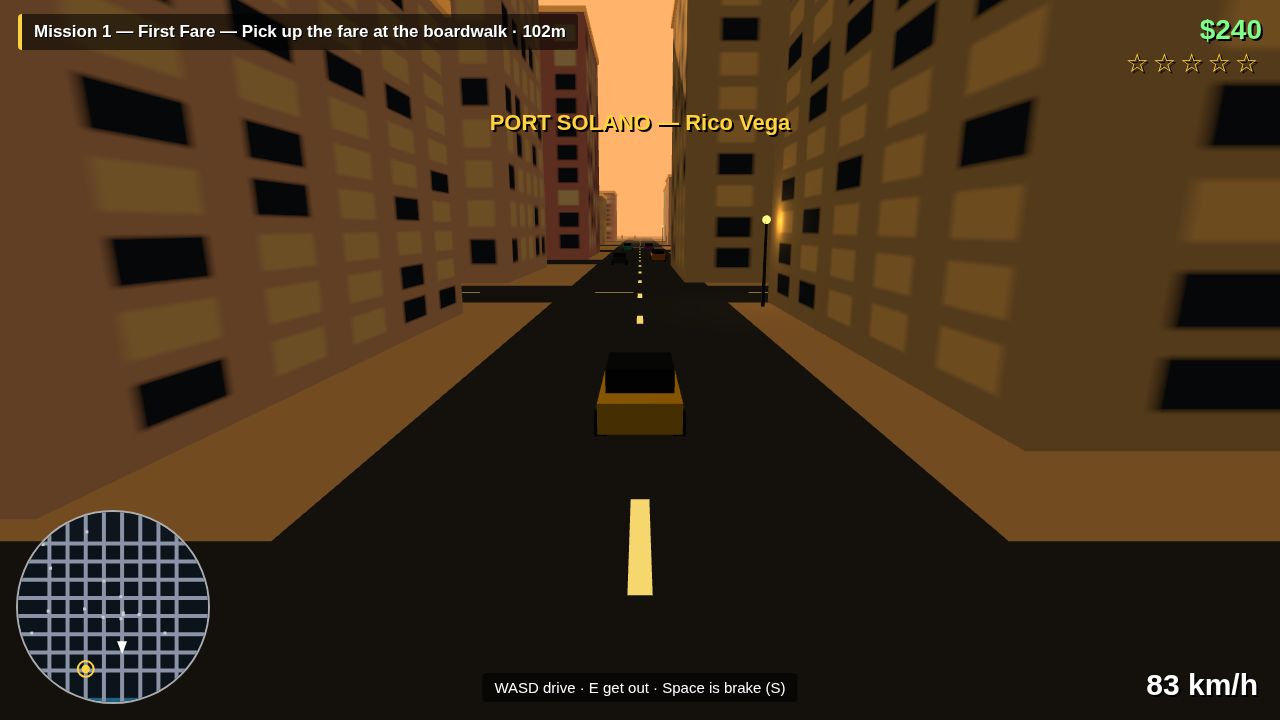 Mission 1 — First Fare — Pick up the fare at the boardwalk · 102m
$240
☆☆☆☆☆
PORT SOLANO — Rico Vega
WASD drive · E get out · Space is brake (S)
83 km/h